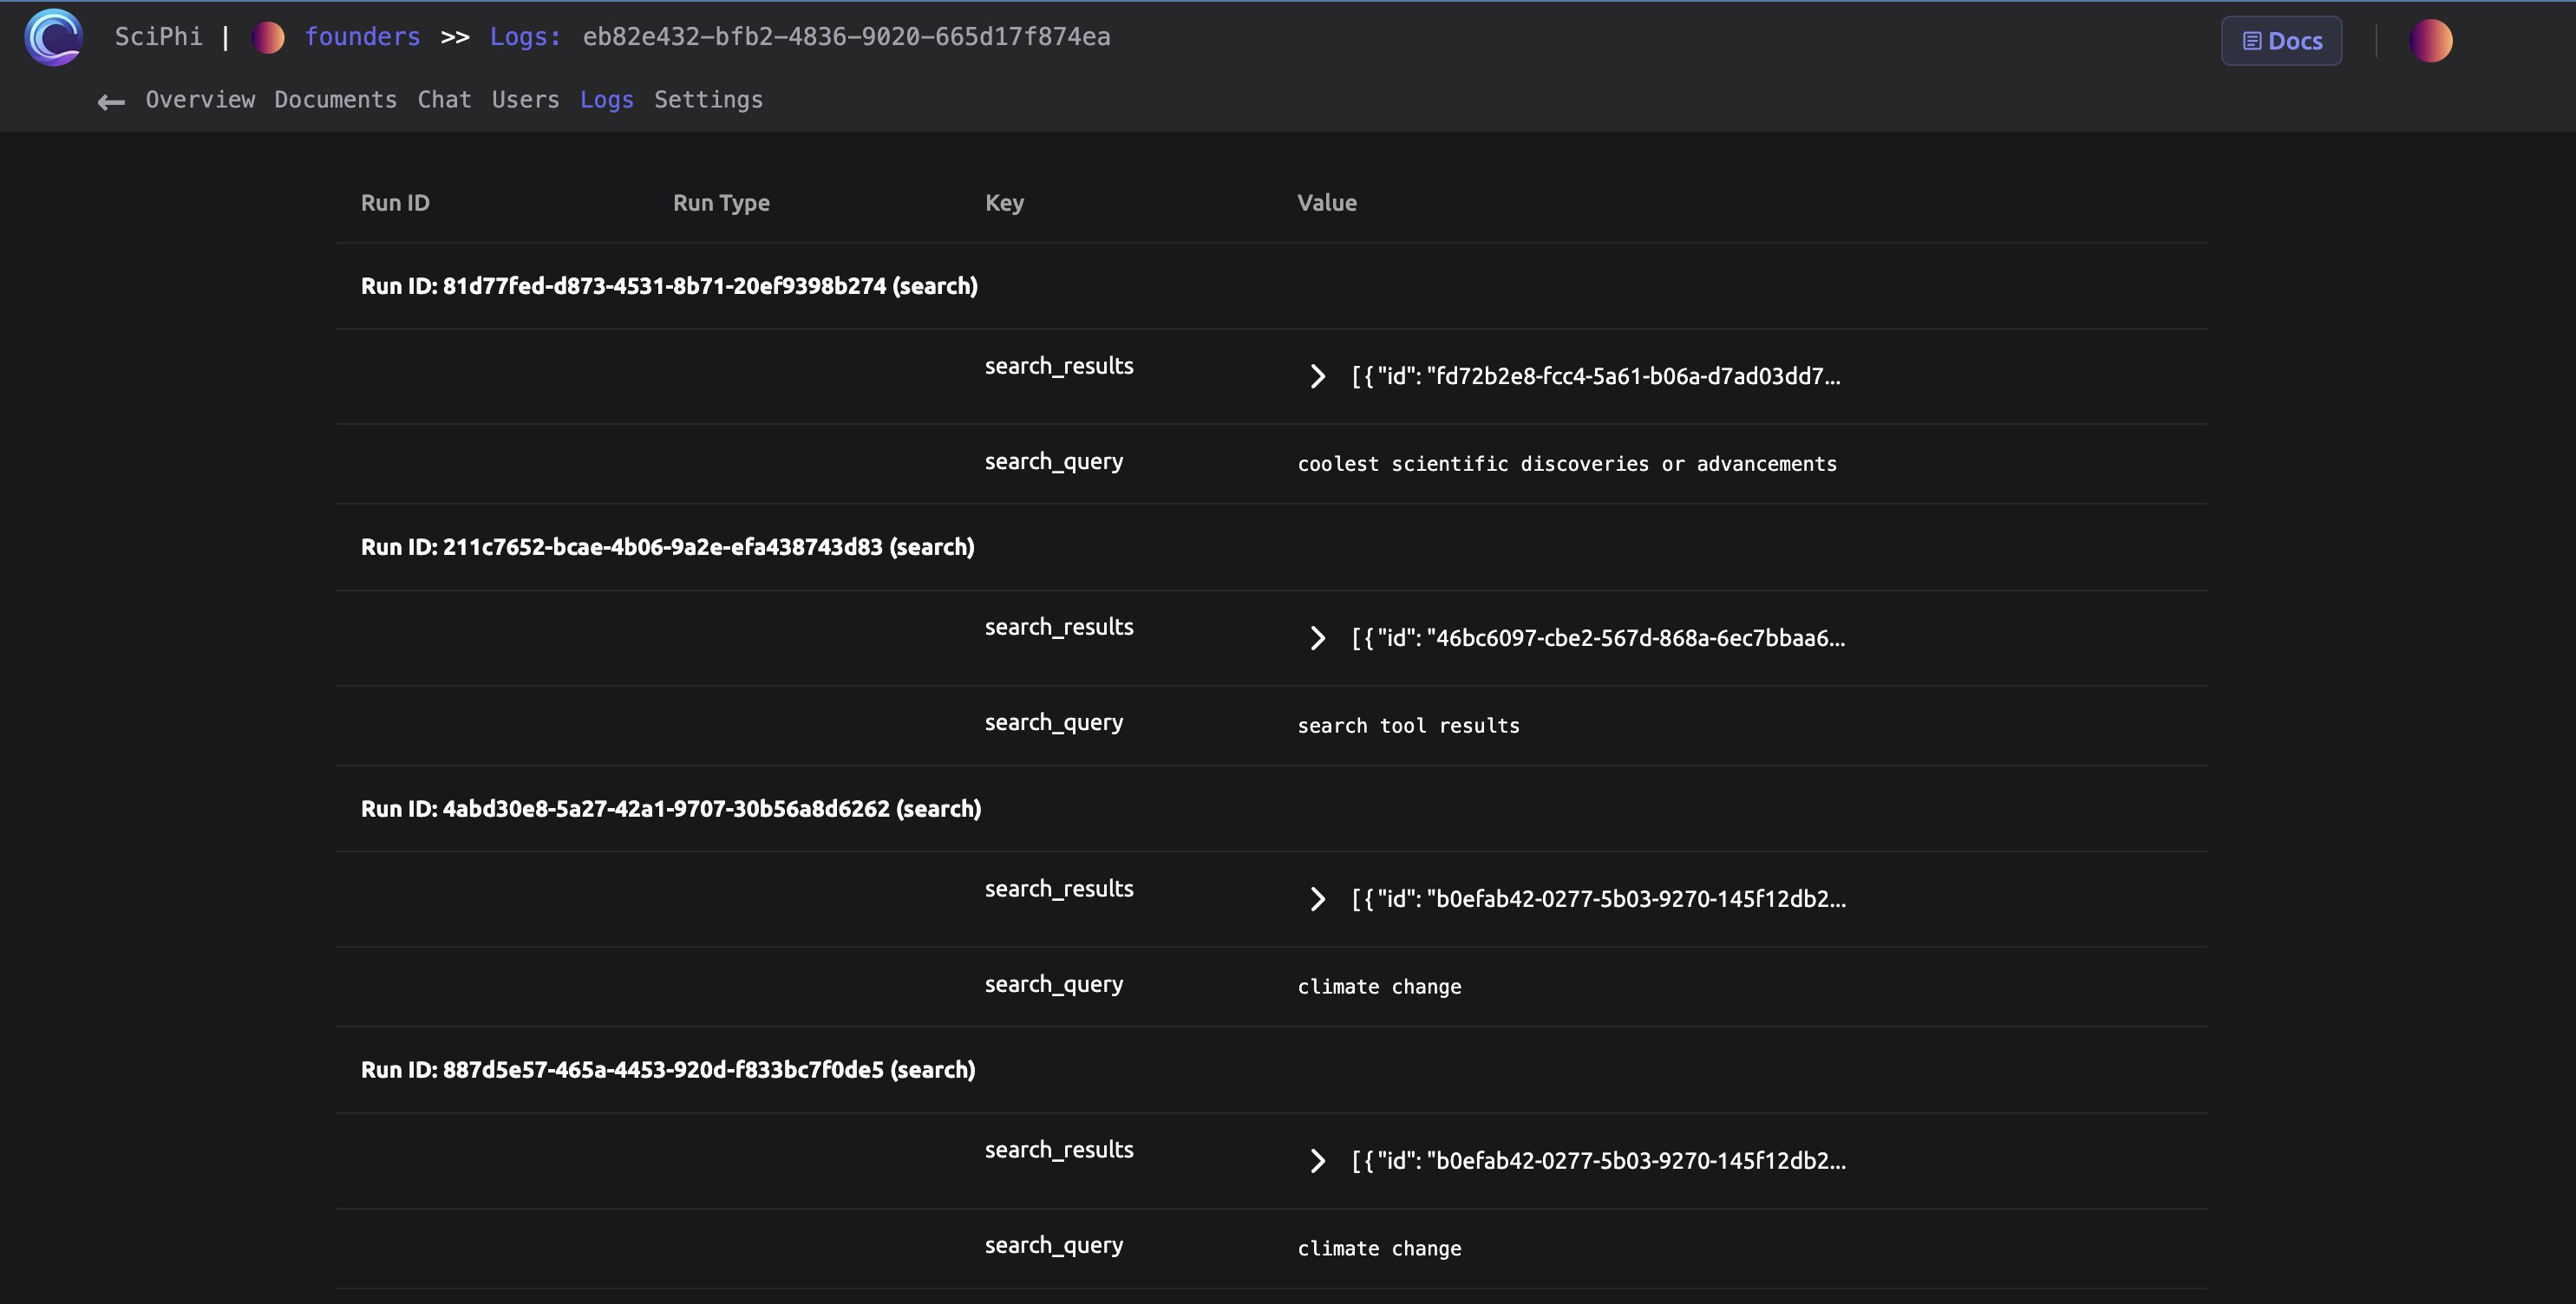 SciPhi | founders >> Logs: eb82e432-bfb2-4836-9020-665d17f874ea
Docs
Overview Documents Chat Users Logs Settings
Run ID Run Type Key Value
Run ID: 81d77fed-d873-4531-8b71-20ef9398b274 (search)
search_results [ { "id": "fd72b2e8-fcc4-5a61-b06a-d7ad03dd7...
search_query coolest scientific discoveries or advancements
Run ID: 211c7652-bcae-4b06-9a2e-efa438743d83 (search)
search_results [ { "id": "46bc6097-cbe2-567d-868a-6ec7bbaa6...
search_query search tool results
Run ID: 4abd30e8-5a27-42a1-9707-30b56a8d6262 (search)
search_results [ { "id": "b0efab42-0277-5b03-9270-145f12db2...
search_query climate change
Run ID: 887d5e57-465a-4453-920d-f833bc7f0de5 (search)
search_results [ { "id": "b0efab42-0277-5b03-9270-145f12db2...
search_query climate change